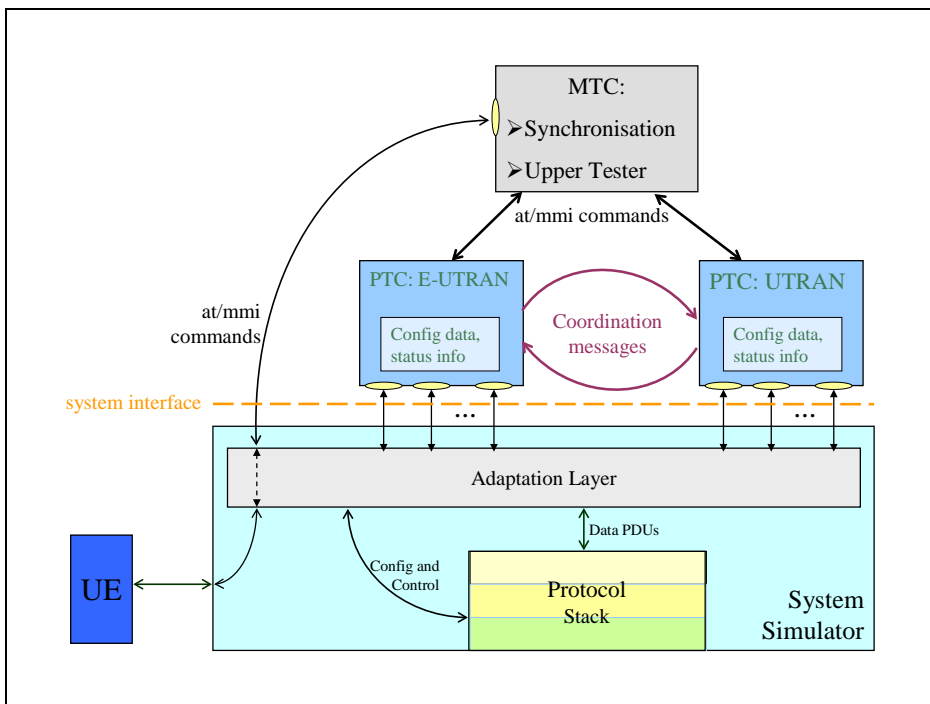 MTC:
➢Synchronisation
➢Upper Tester
at/mmi commands
PTC: E-UTRAN
PTC: UTRAN
Config data,
status info
Coordination
messages
Config data,
status info
at/mmi
commands
system interface
...
...
Adaptation Layer
Data PDUs
Config and
Control
UE
Protocol
Stack
System
Simulator